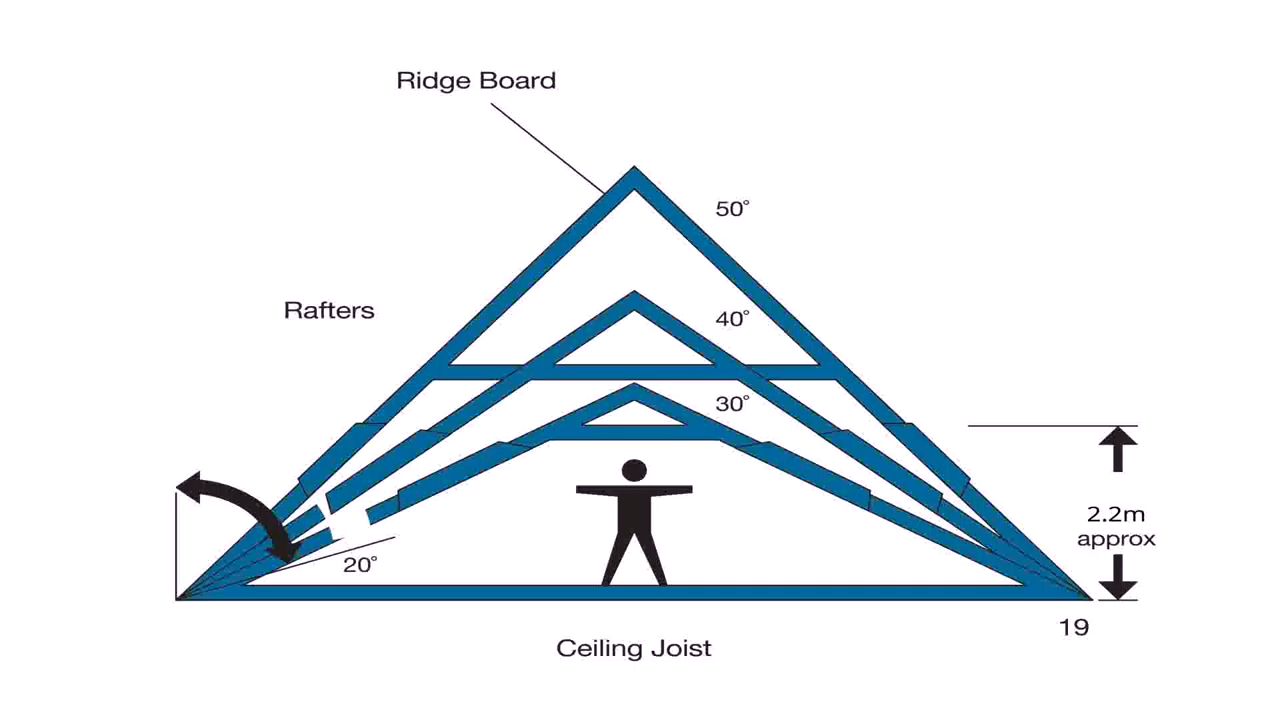 Ridge Board
50°
Rafters
40°
30°
2.2m
approx
20°
19
Ceiling Joist